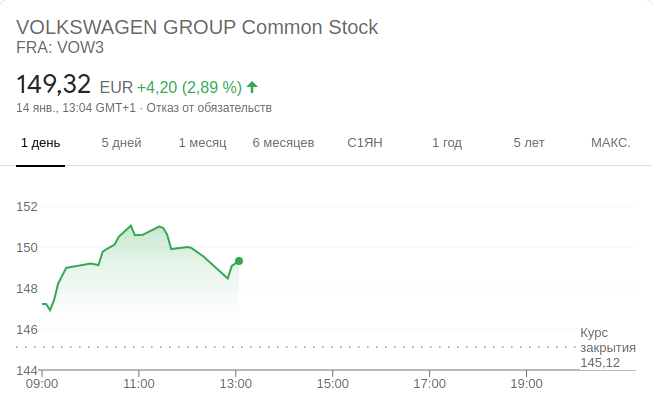 VOLKSWAGEN GROUP Common Stock
FRA: VOW3
149,32 EUR +4,20 (2,89 %)
14 янв., 13:04 GMT+1 · Отказ от обязательств
1 день 5 дней 1 месяц 6 месяцев С1ЯН 1 год 5 лет МАКС.
152
150
148
146
Курс
закрытия
145,12
144
09:00 11:00 13:00 15:00 17:00 19:00